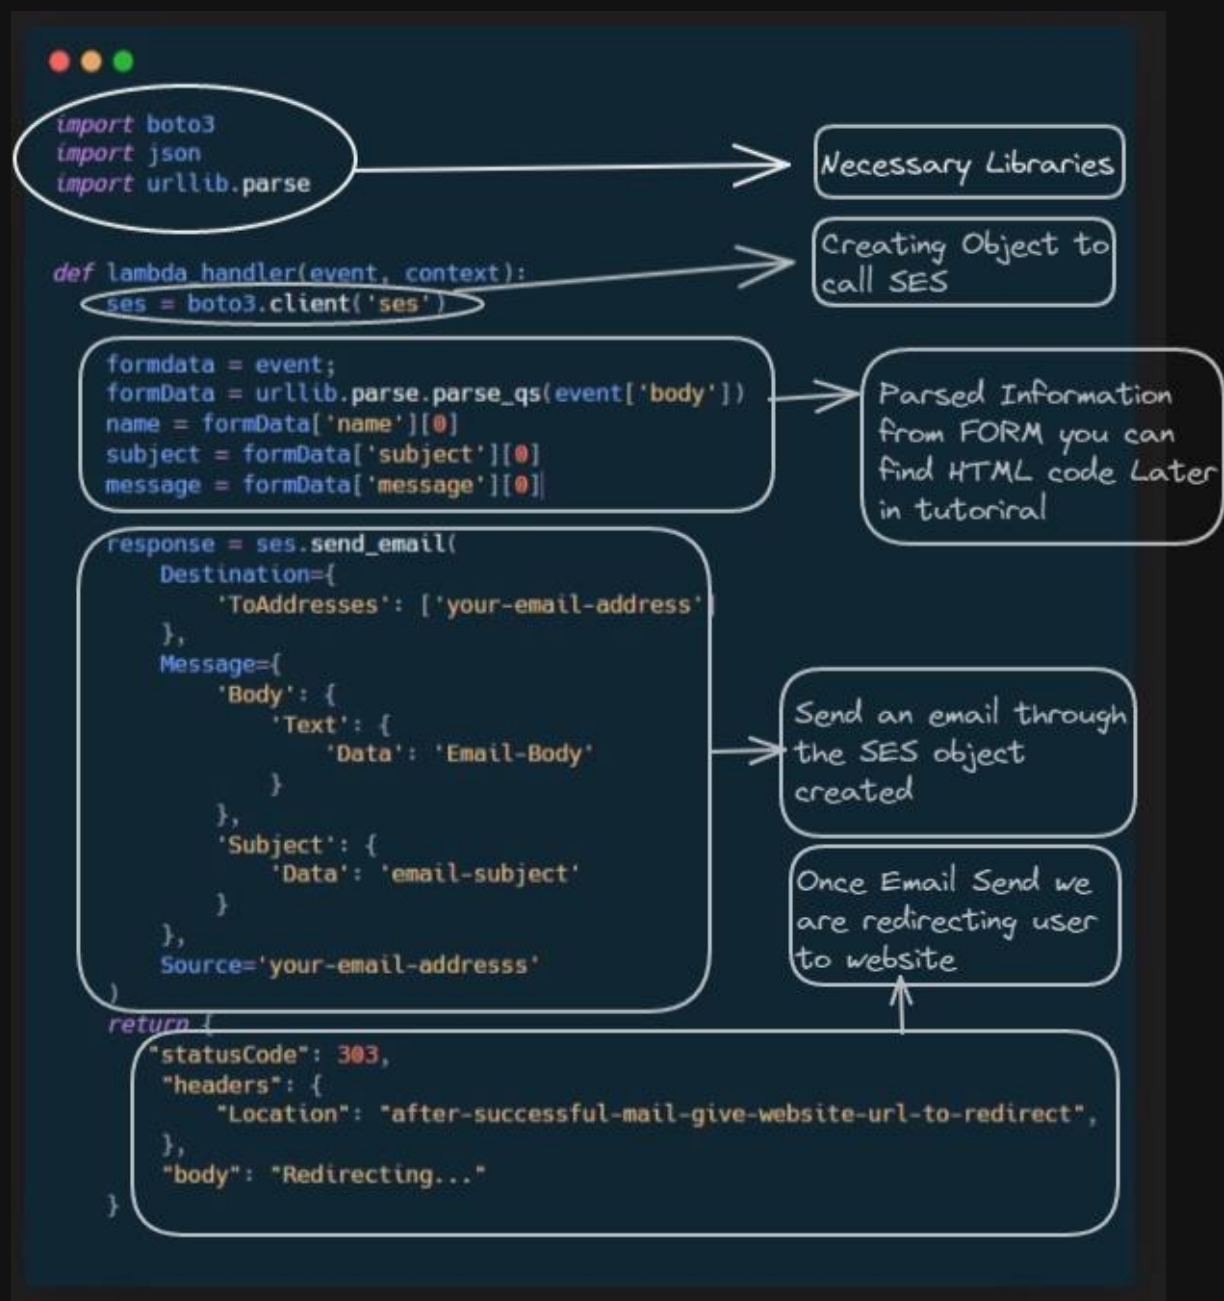 import boto3
import json
import urllib.parse
Necessary Libraries
def lambda_handler(event, context):
    ses = boto3.client('ses')
Creating Object to
call SES
    formdata = event;
    formData = urllib.parse.parse_qs(event['body'])
    name = formData['name'][0]
    subject = formData['subject'][0]
    message = formData['message'][0]
Parsed Information
from FORM you can
find HTML code Later
in tutoriral
    response = ses.send_email(
        Destination={
            'ToAddresses': ['your-email-address']
        },
        Message={
            'Body': {
                'Text': {
                    'Data': 'Email-Body'
                }
            },
            'Subject': {
                'Data': 'email-subject'
            }
        },
        Source='your-email-addresss'
    )
Send an email through
the SES object
created
    return {
        "statusCode": 303,
        "headers": {
            "Location": "after-successful-mail-give-website-url-to-redirect",
        },
        "body": "Redirecting..."
    }
Once Email Send we
are redirecting user
to website